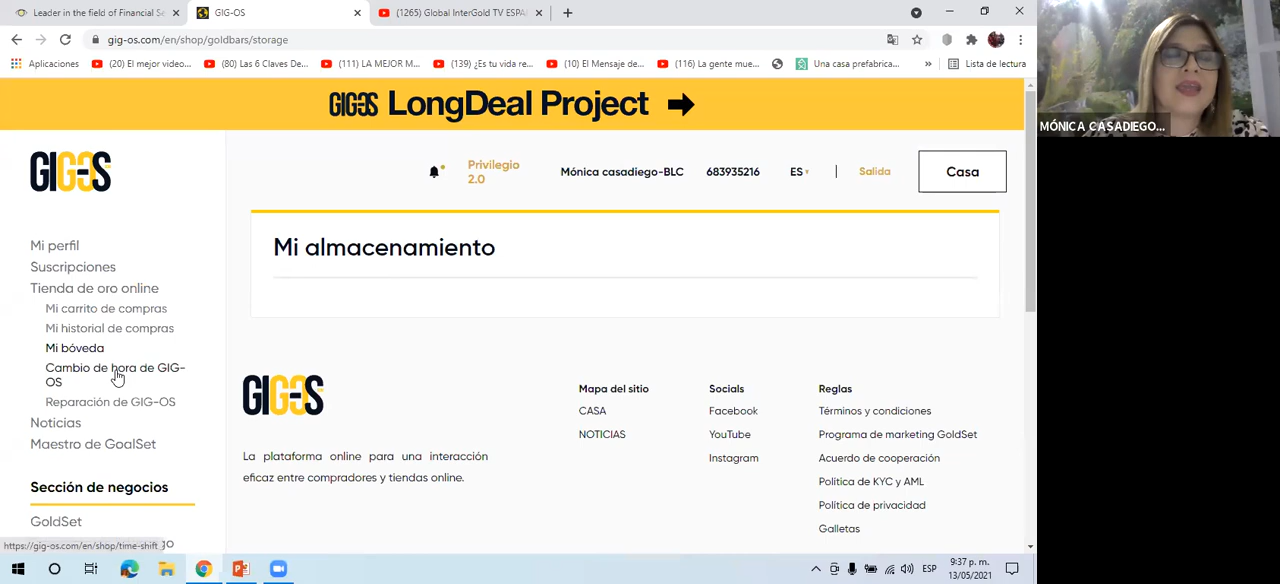 Leader in the field of Financial Se
GIG-OS
(1265) Global InterGold TV ESPA
gig-os.com/en/shop/goldbars/storage
Aplicaciones
(20) El mejor video...
(80) Las 6 Claves De...
(111) LA MEJOR M...
(139) ¿Es tu vida re...
(10) El Mensaje de...
(116) La gente mue...
Una casa prefabrica...
»
Lista de lectura
MÓNICA CASADIEGO...
GIGOS LongDeal Project
GIGOS
Privilegio
2.0
Mónica casadiego-BLC
683935216
ES
Salida
Casa
Mi almacenamiento
Mi perfil
Suscripciones
Tienda de oro online
Mi carrito de compras
Mi historial de compras
Mi bóveda
Cambio de hora de GIG-
OS
Reparación de GIG-OS
Noticias
Maestro de GoalSet
Sección de negocios
GoldSet
https://gig-os.com/en/shop/time-shift
GIGOS
La plataforma online para una interacción
eficaz entre compradores y tiendas online.
Mapa del sitio
CASA
NOTICIAS
Socials
Facebook
YouTube
Instagram
Reglas
Términos y condiciones
Programa de marketing GoldSet
Acuerdo de cooperación
Política de KYC y AML
Política de privacidad
Galletas
ESP
9:37 p. m.
13/05/2021